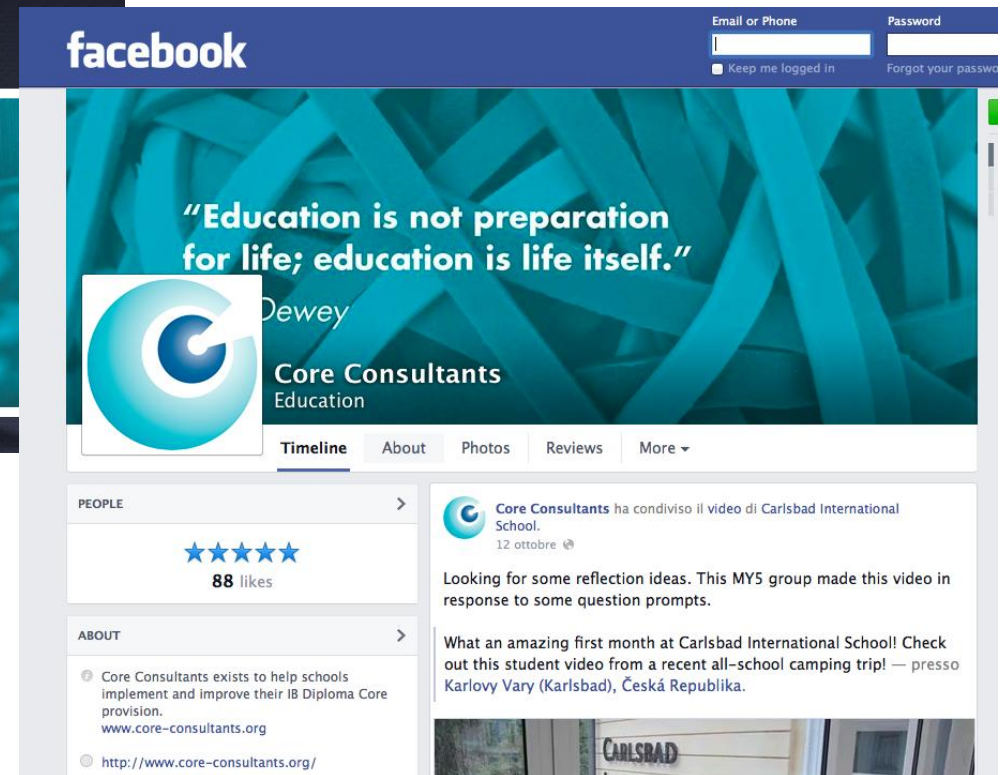 facebook
Email or Phone
Password
Keep me logged in
Forgot your
“Education is not preparation
for life; education is life itself.”
Dewey
Core Consultants
Education
Timeline About Photos Reviews More
PEOPLE
88 likes
ABOUT
Core Consultants exists to help schools
implement and improve their IB Diploma Core
provision.
www.core-consultants.org
http://www.core-consultants.org/
Core Consultants ha condiviso il video di Carlsbad International
School.
12 ottobre
Looking for some reflection ideas. This MY5 group made this video in
response to some question prompts.
What an amazing first month at Carlsbad International School! Check
out this student video from a recent all-school camping trip! — presso
Karlovy Vary (Karlsbad), Česká Republika.
CARLSBAD